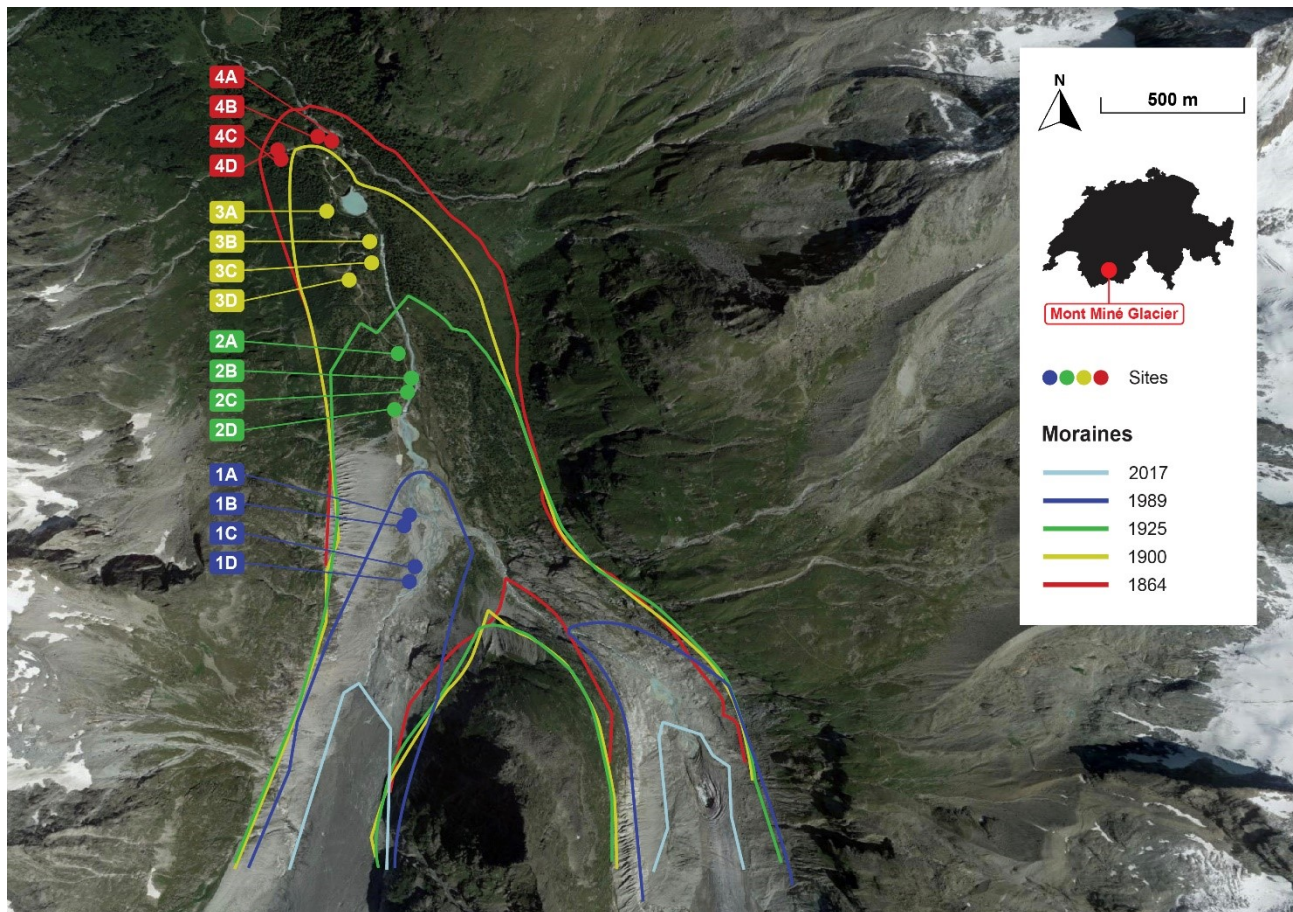 4A
4B
4C
4D
3A
3B
3C
3D
2A
2B
2C
2D
1A
1B
1C
1D
N
500 m
Mont Miné Glacier
Sites
Moraines
2017
1989
1925
1900
1864